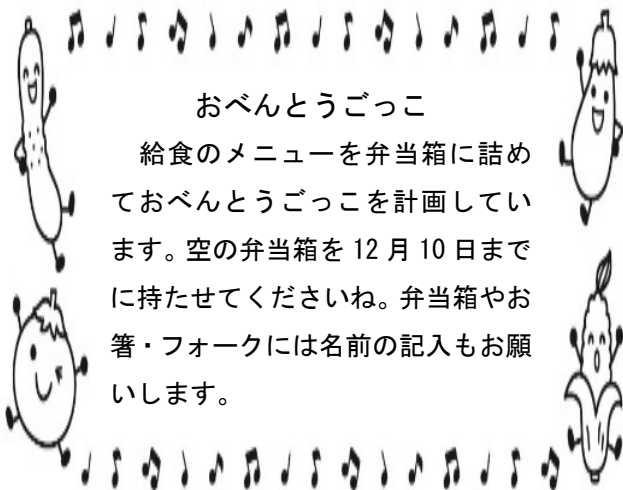 おべんとうごっこ
　給食のメニューを弁当箱に詰め
ておべんとうごっこを計画してい
ます。空の弁当箱を 12 月 10 日まで
に持たせてくださいね。弁当箱やお
箸・フォークには名前の記入もお願
いします。